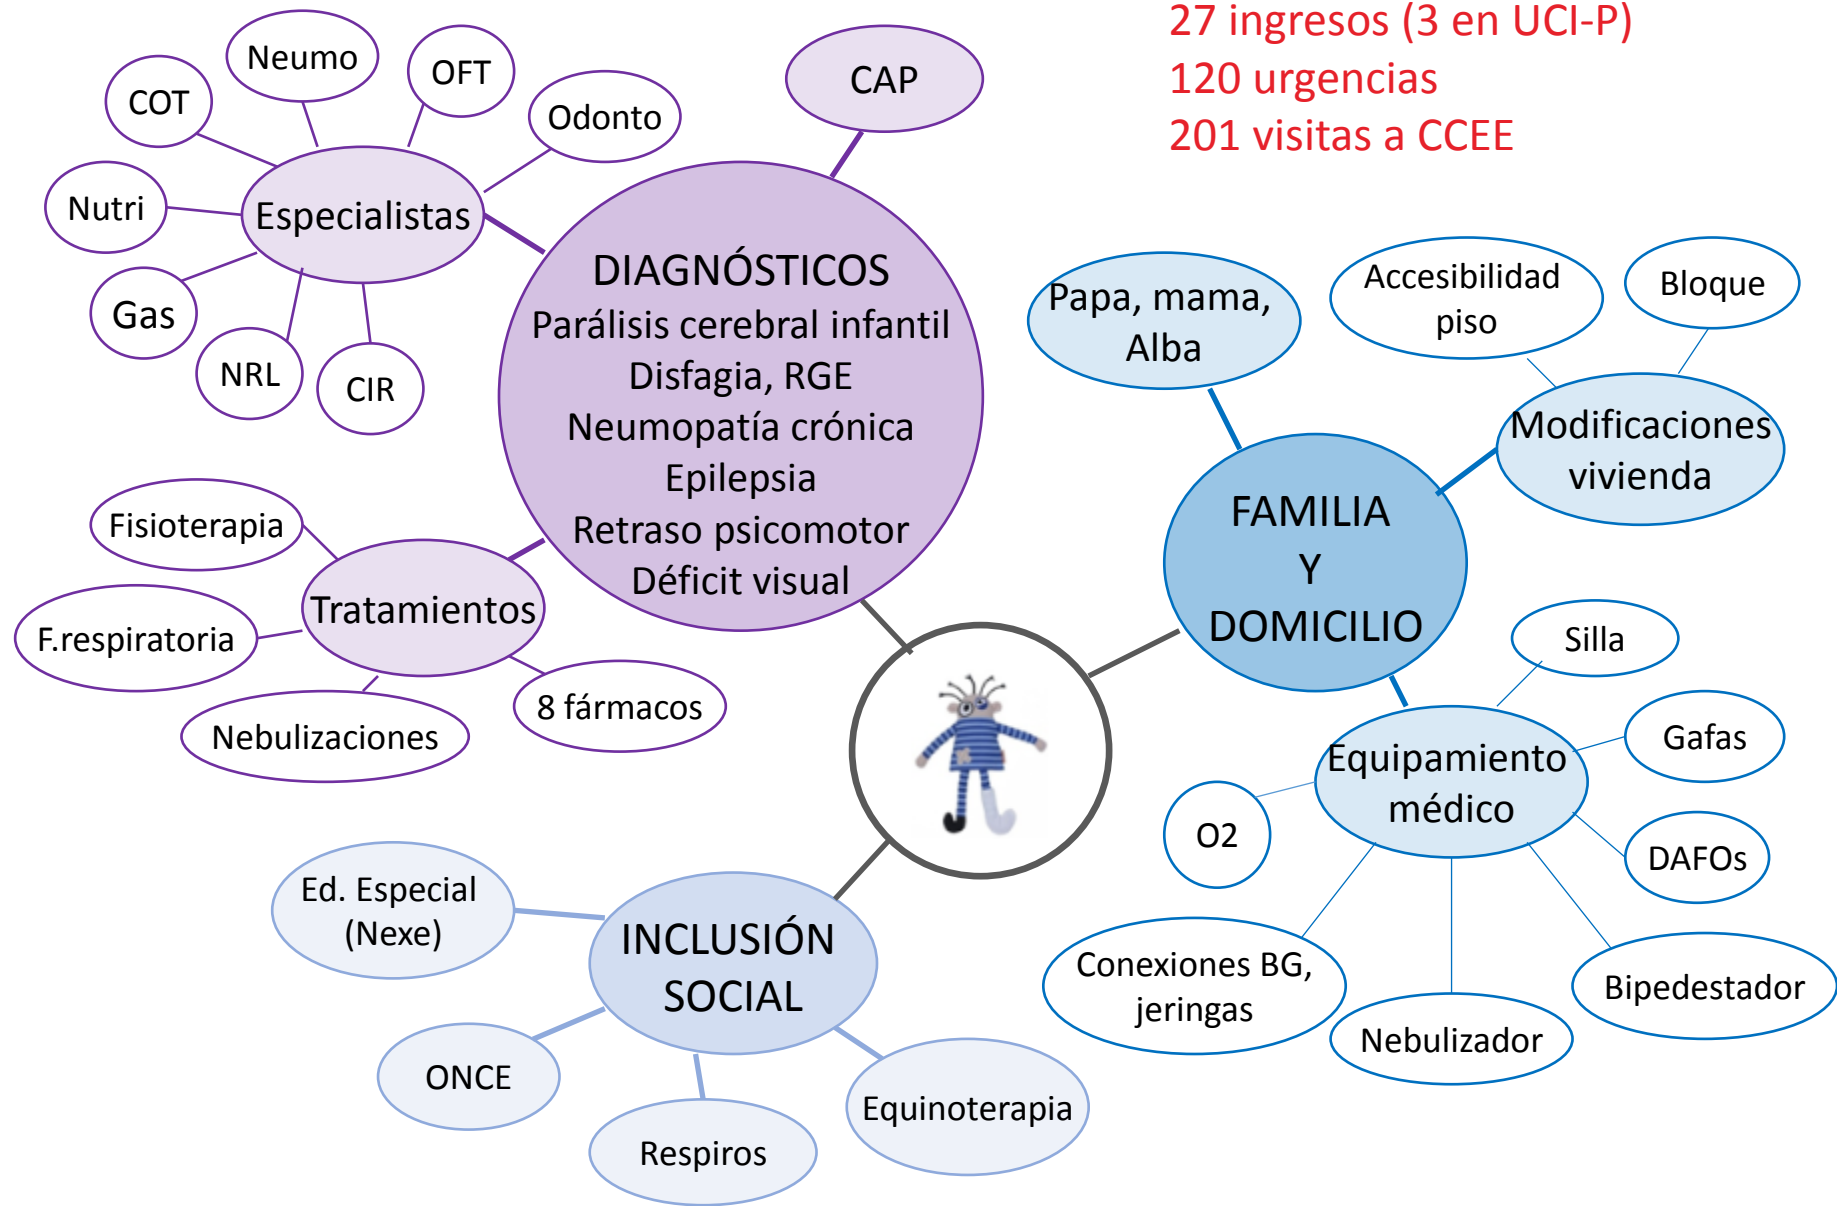 27 ingresos (3 en UCI-P)
120 urgencias
201 visitas a CCEE
Neumo
OFT
COT
Odonto
CAP
Nutri
Especialistas
Gas
NRL
CIR
DIAGNÓSTICOS
Parálisis cerebral infantil
Disfagia, RGE
Neumopatía crónica
Epilepsia
Retraso psicomotor
Déficit visual
Fisioterapia
F.respiratoria
Tratamientos
Nebulizaciones
8 fármacos
Papa, mama,
Alba
Accesibilidad
piso
Bloque
Modificaciones
vivienda
FAMILIA
Y
DOMICILIO
Silla
Gafas
Equipamiento
médico
O2
DAFOs
Conexiones BG,
jeringas
Nebulizador
Bipedestador
Ed. Especial
(Nexe)
INCLUSIÓN
SOCIAL
ONCE
Respiros
Equinoterapia